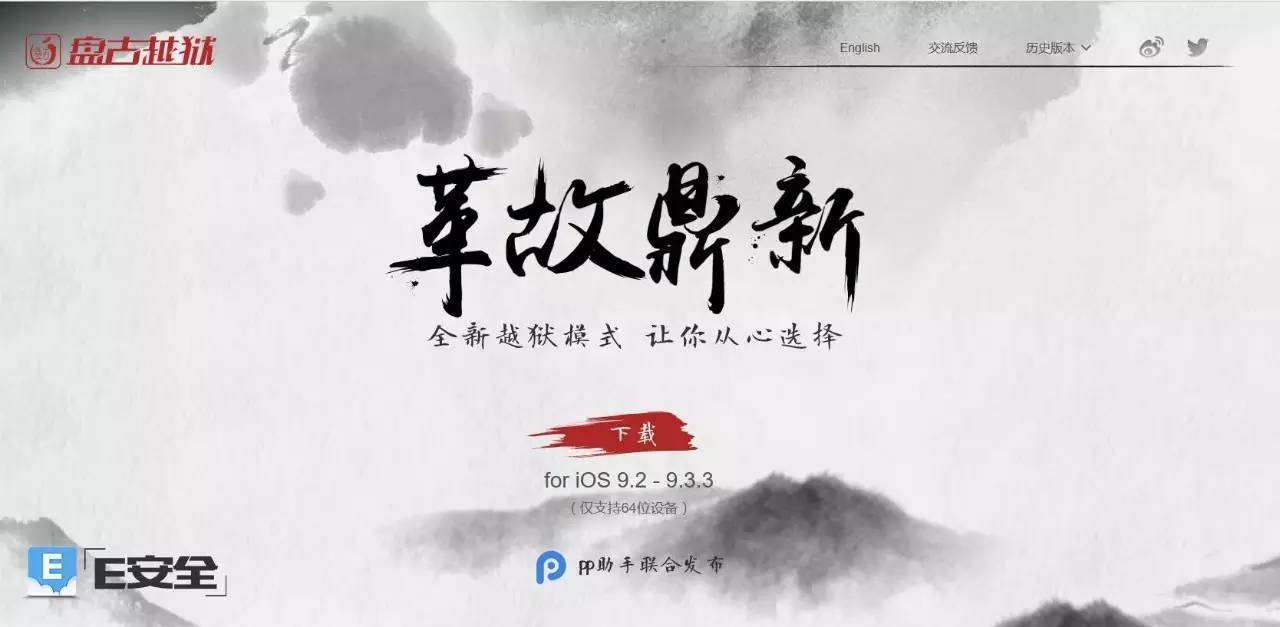 盘古越狱
English 交流反馈 历史版本
革故鼎新
全新越狱模式 让你从心选择
下载
for iOS 9.2 - 9.3.3
(仅支持64位设备)
pp助手联合发布
E E安全